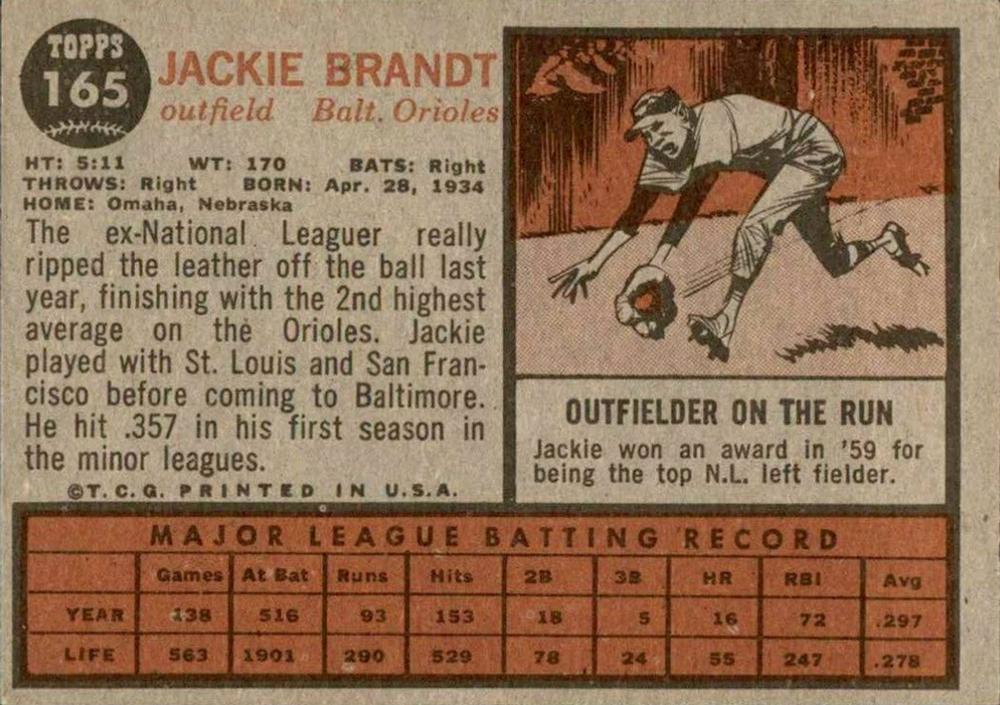 TOPPS
165
JACKIE BRANDT
outfield Balt. Orioles
HT: 5:11 WT: 170 BATS: Right
THROWS: Right BORN: Apr. 28, 1934
HOME: Omaha, Nebraska
The ex-National Leaguer really
ripped the leather off the ball last
year, finishing with the 2nd highest
average on the Orioles. Jackie
played with St. Louis and San Fran-
cisco before coming to Baltimore.
He hit .357 in his first season in
the minor leagues.
©T.C.G. PRINTED IN U.S.A.
OUTFIELDER ON THE RUN
Jackie won an award in '59 for
being the top N.L. left fielder.
MAJOR LEAGUE BATTING RECORD
Games At Bat Runs Hits 2B 3B HR RBI Avg
YEAR 138 516 93 153 18 5 16 72 .297
LIFE 563 1901 290 529 78 24 55 247 .278